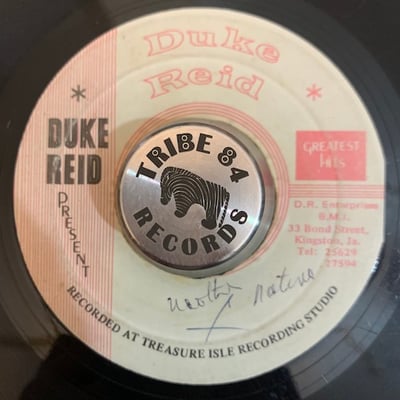 Duke
Reid
DUKE
REID
PRESENT
GREATEST
hits
TRIBE 84
RECORDS
D.R. Enterprises
B.M.I.
33 Bond Street,
Kingston, Ja.
Tel: 25629
27594
native
RECORDED AT TREASURE ISLE RECORDING STUDIO